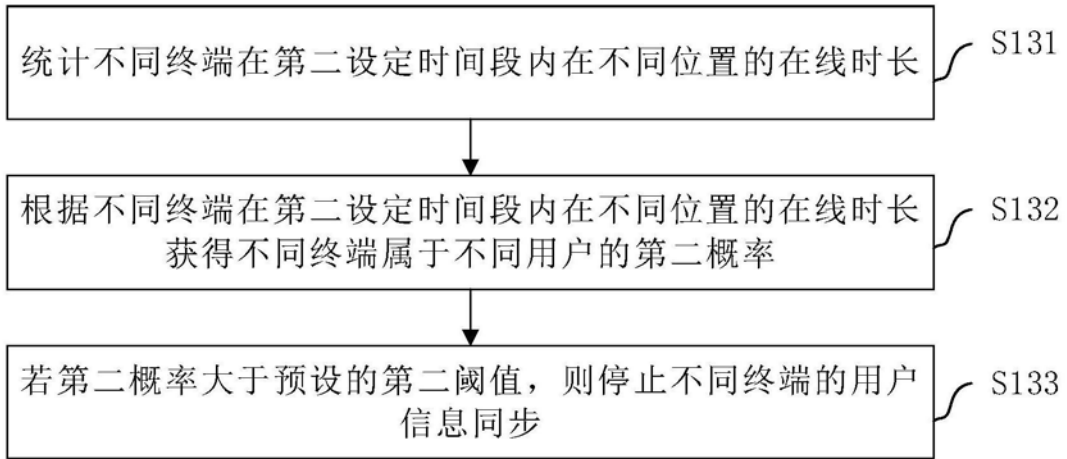 统计不同终端在第二设定时间段内在不同位置的在线时长
S131
根据不同终端在第二设定时间段内在不同位置的在线时长
获得不同终端属于不同用户的第二概率
S132
若第二概率大于预设的第二阈值，则停止不同终端的用户
信息同步
S133